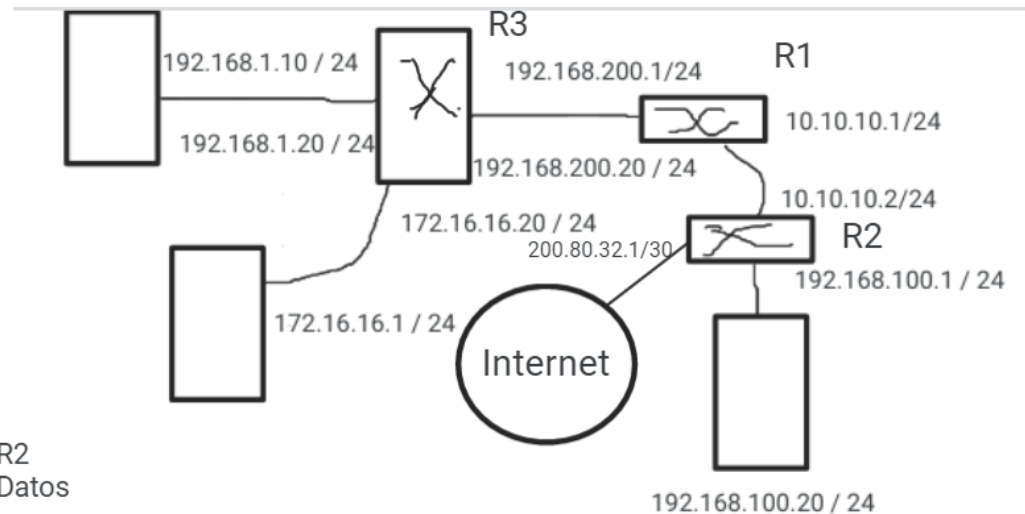 R3
R1
192.168.1.10 / 24
192.168.200.1/24
10.10.10.1/24
192.168.1.20 / 24
192.168.200.20 / 24
10.10.10.2/24
172.16.16.20 / 24
R2
200.80.32.1/30
192.168.100.1 / 24
172.16.16.1 / 24
Internet
R2
Datos
192.168.100.20 / 24